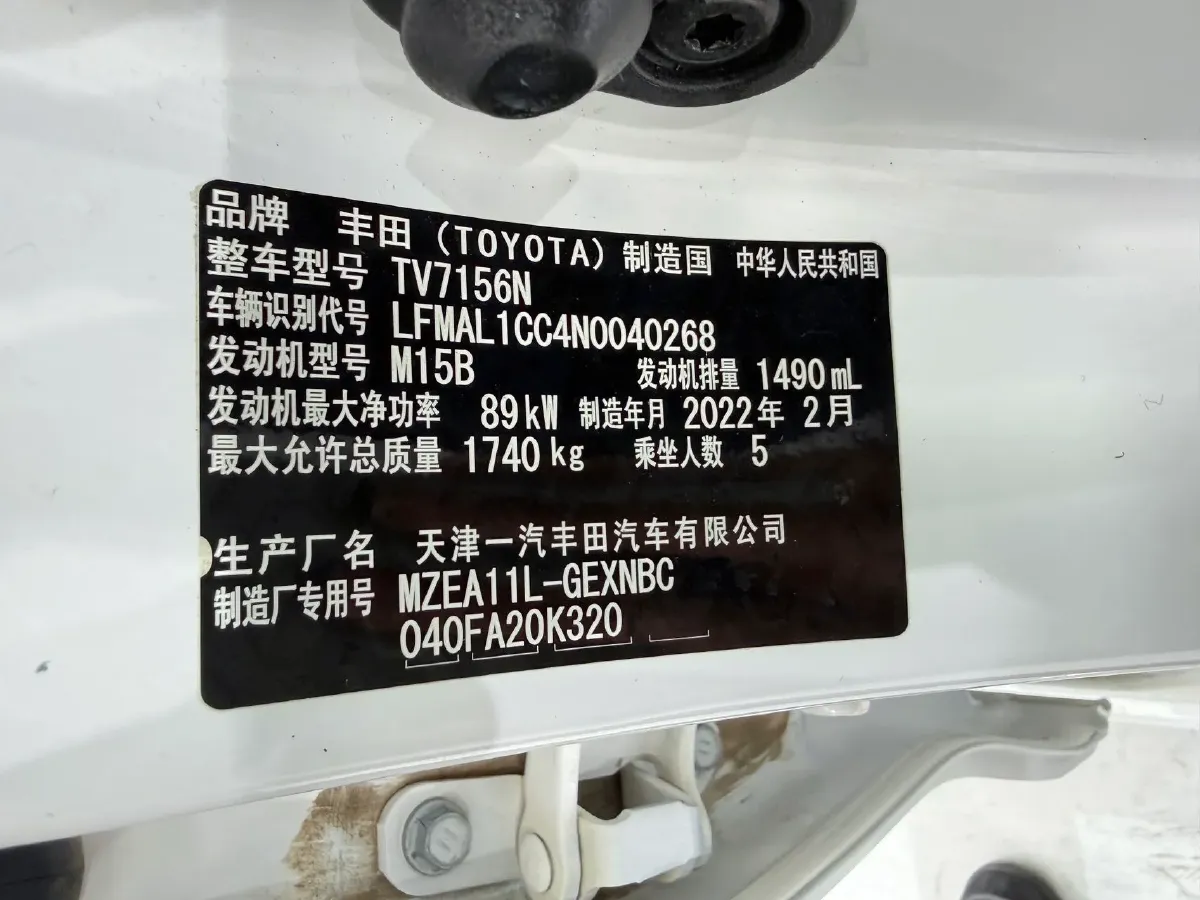 品牌 丰田（TOYOTA）制造国 中华人民共和国
整车型号 TV7156N
车辆识别代号 LFMAL1CC4N0040268
发动机型号 M15B 发动机排量 1490mL
发动机最大净功率 89kW 制造年月 2022年 2月
最大允许总质量 1740kg 乘坐人数 5
生产厂名 天津一汽丰田汽车有限公司
制造厂专用号 MZEA11L-GEXNBC
040FA20K320